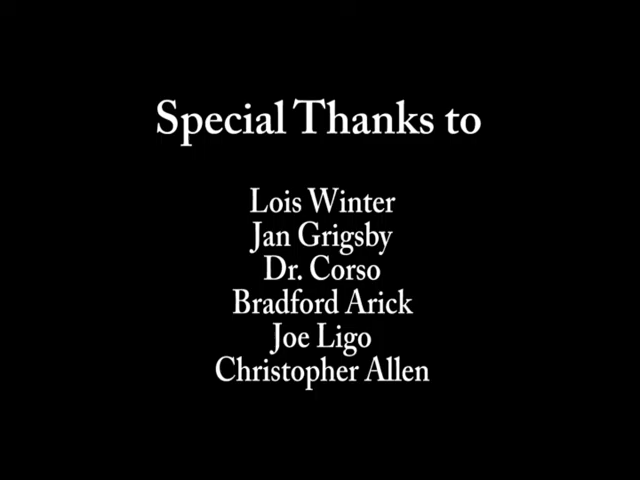 Special Thanks to
Lois Winter
Jan Grigsby
Dr. Corso
Bradford Arick
Joe Ligo
Christopher Allen